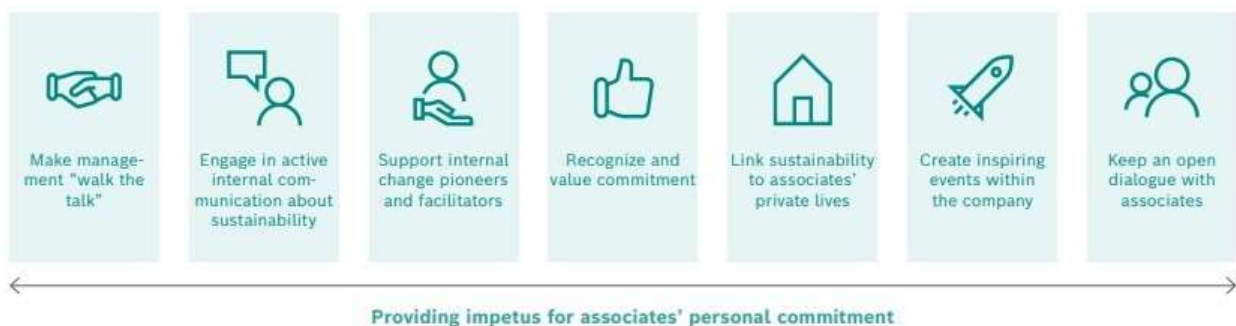 Make manage-
ment "walk the
talk"
Engage in active
internal com-
munication about
sustainability
Support internal
change pioneers
and facilitators
Recognize and
value commitment
Link sustainability
to associates'
private lives
Create inspiring
events within
the company
Keep an open
dialogue with
associates
Providing impetus for associates' personal commitment